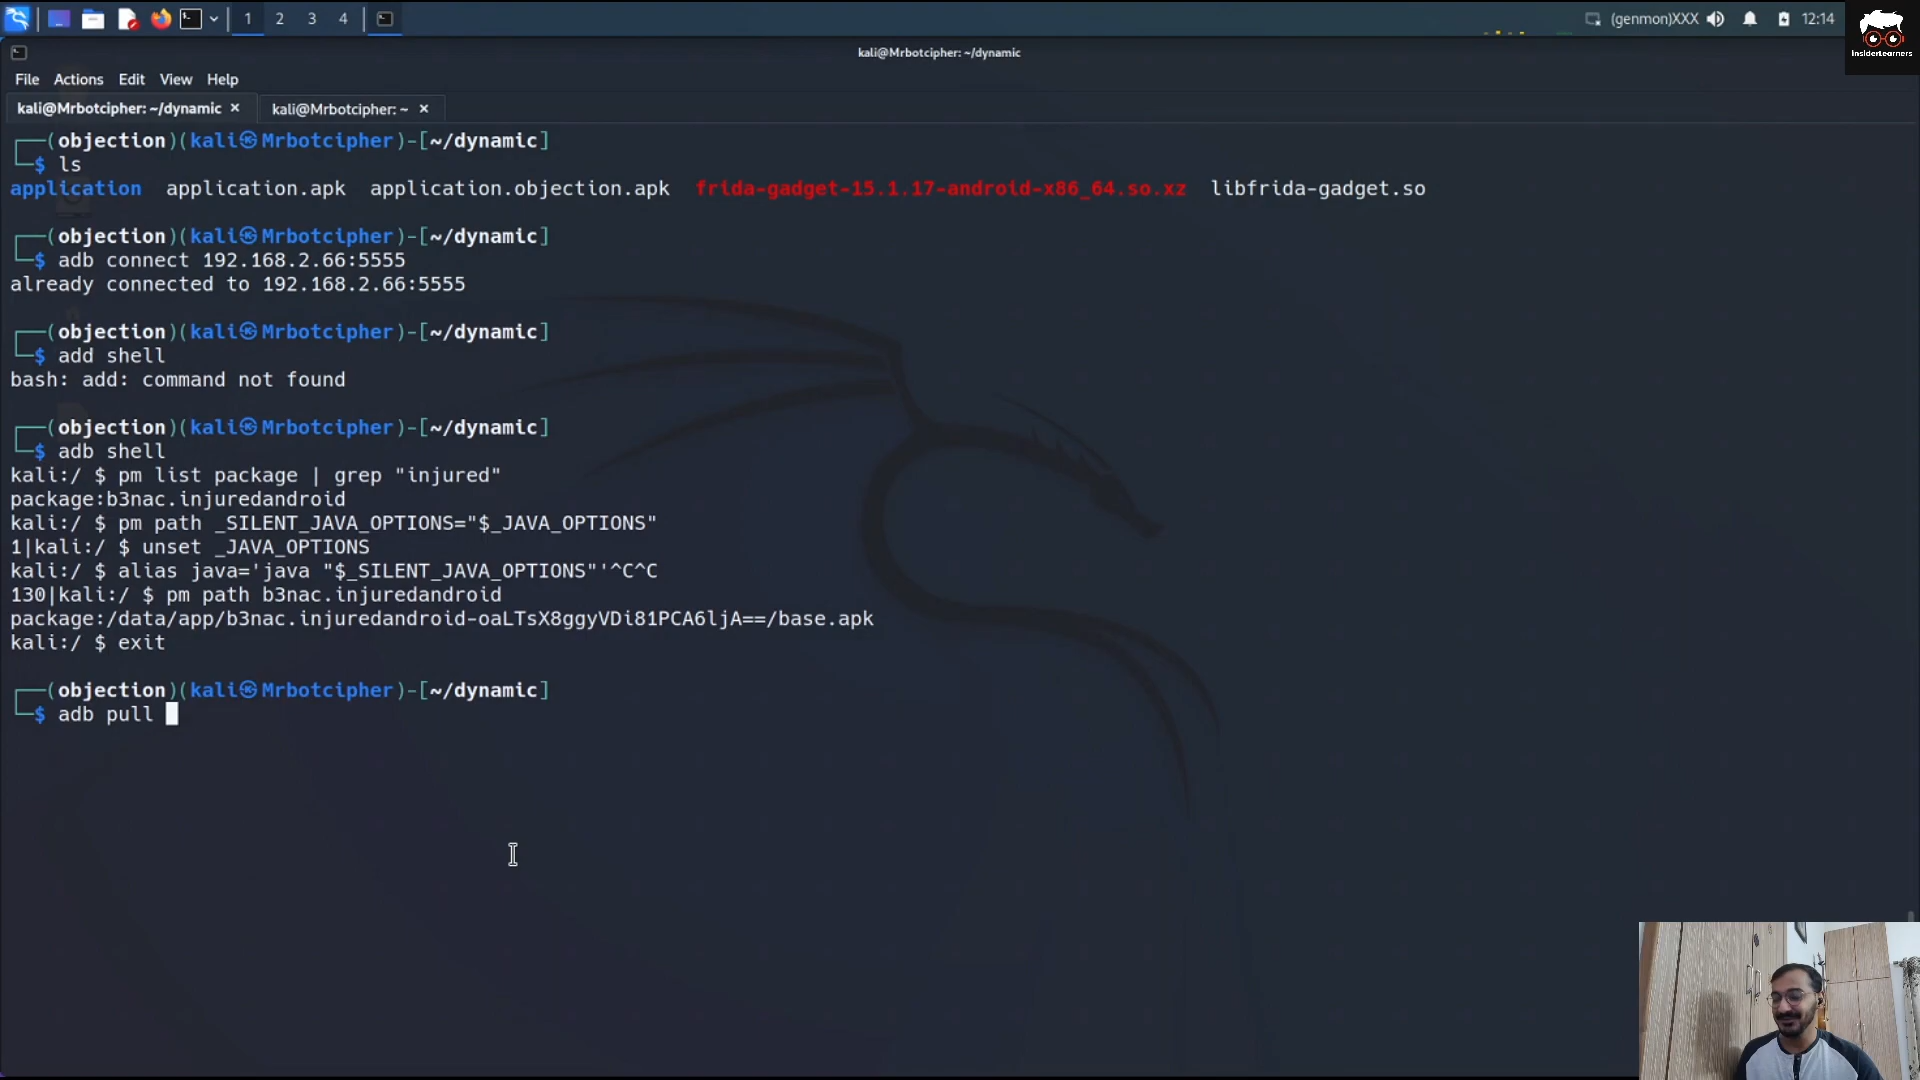 1 2 3 4 (genmon)XXX 12:14
InsiderLearners
kali@Mrbotcipher: ~/dynamic
File Actions Edit View Help
kali@Mrbotcipher: ~/dynamic × kali@Mrbotcipher: ~ ×
┌──(objection)(kali㉿Mrbotcipher)-[~/dynamic]
└─$ ls
application application.apk application.objection.apk frida-gadget-15.1.17-android-x86_64.so.xz libfrida-gadget.so
┌──(objection)(kali㉿Mrbotcipher)-[~/dynamic]
└─$ adb connect 192.168.2.66:5555
already connected to 192.168.2.66:5555
┌──(objection)(kali㉿Mrbotcipher)-[~/dynamic]
└─$ add shell
bash: add: command not found
┌──(objection)(kali㉿Mrbotcipher)-[~/dynamic]
└─$ adb shell
kali:/ $ pm list package | grep "injured"
package:b3nac.injuredandroid
kali:/ $ pm path _SILENT_JAVA_OPTIONS="$_JAVA_OPTIONS"
1|kali:/ $ unset _JAVA_OPTIONS
kali:/ $ alias java='java "$_SILENT_JAVA_OPTIONS"'^C^C
130|kali:/ $ pm path b3nac.injuredandroid
package:/data/app/b3nac.injuredandroid-oaLTsX8ggyVDi81PCA6ljA==/base.apk
kali:/ $ exit
┌──(objection)(kali㉿Mrbotcipher)-[~/dynamic]
└─$ adb pull